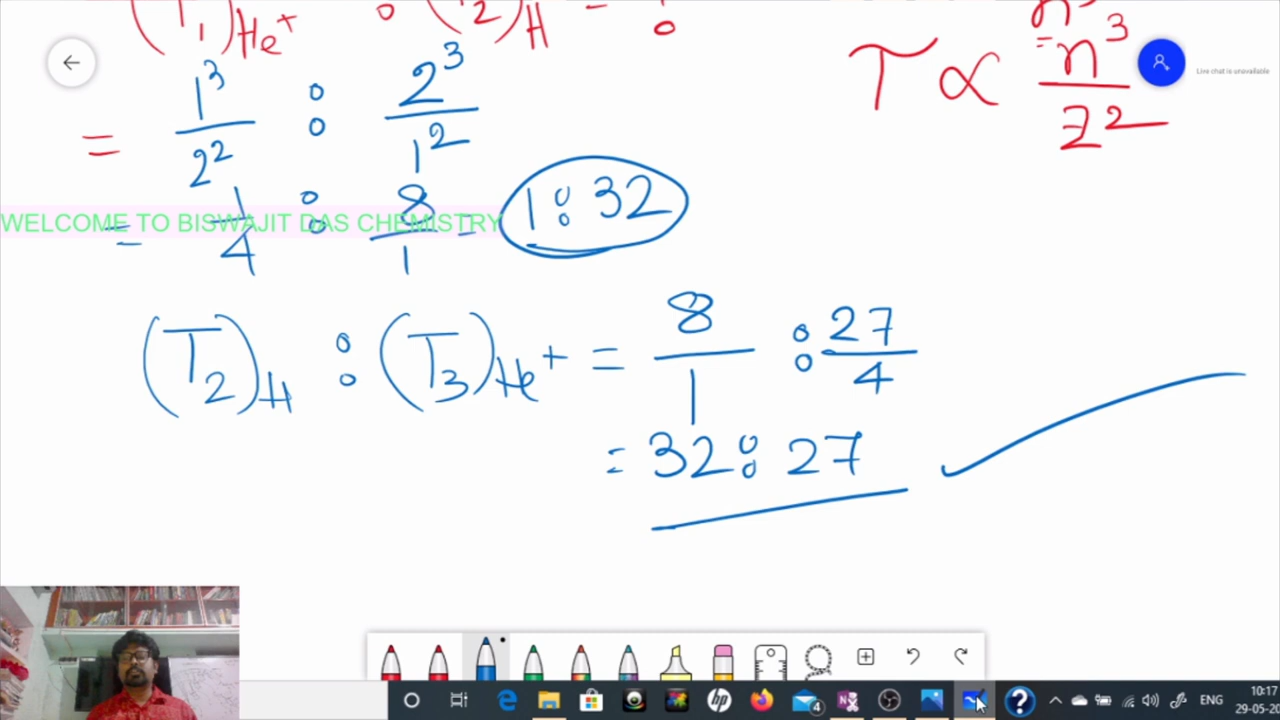 (T₁)He⁺ : (T₂)H =
T ∝ n³/Z²
Live chat is unavailable
= 1³/2² : 2³/1²
= 1/4 : 8/1 = 1:32
WELCOME TO BISWAJIT DAS CHEMISTRY
(T₂)H : (T₃)He⁺ = 8/1 : 27/4
= 32:27
4
ENG
10:17
29-05-20